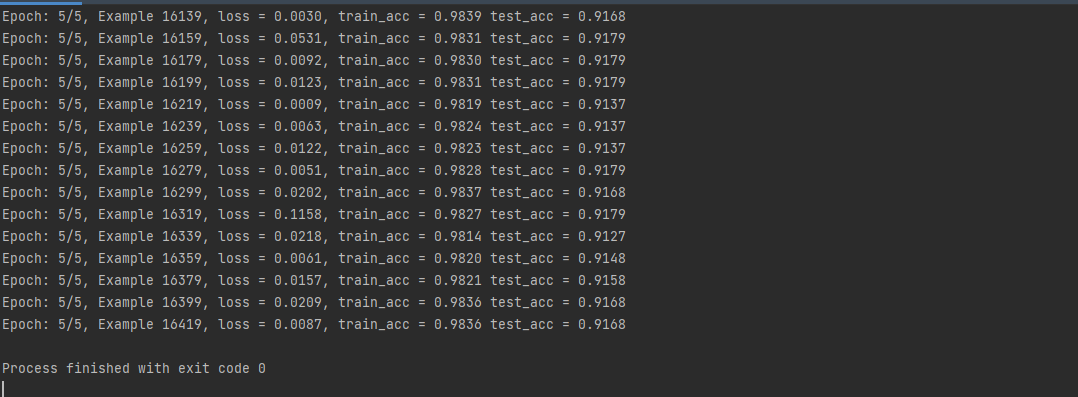 Epoch: 5/5, Example 16139, loss = 0.0030, train_acc = 0.9839 test_acc = 0.9168
Epoch: 5/5, Example 16159, loss = 0.0531, train_acc = 0.9831 test_acc = 0.9179
Epoch: 5/5, Example 16179, loss = 0.0092, train_acc = 0.9830 test_acc = 0.9179
Epoch: 5/5, Example 16199, loss = 0.0123, train_acc = 0.9831 test_acc = 0.9179
Epoch: 5/5, Example 16219, loss = 0.0009, train_acc = 0.9819 test_acc = 0.9137
Epoch: 5/5, Example 16239, loss = 0.0063, train_acc = 0.9824 test_acc = 0.9137
Epoch: 5/5, Example 16259, loss = 0.0122, train_acc = 0.9823 test_acc = 0.9137
Epoch: 5/5, Example 16279, loss = 0.0051, train_acc = 0.9828 test_acc = 0.9179
Epoch: 5/5, Example 16299, loss = 0.0202, train_acc = 0.9837 test_acc = 0.9168
Epoch: 5/5, Example 16319, loss = 0.1158, train_acc = 0.9827 test_acc = 0.9179
Epoch: 5/5, Example 16339, loss = 0.0218, train_acc = 0.9814 test_acc = 0.9127
Epoch: 5/5, Example 16359, loss = 0.0061, train_acc = 0.9820 test_acc = 0.9148
Epoch: 5/5, Example 16379, loss = 0.0157, train_acc = 0.9821 test_acc = 0.9158
Epoch: 5/5, Example 16399, loss = 0.0209, train_acc = 0.9836 test_acc = 0.9168
Epoch: 5/5, Example 16419, loss = 0.0087, train_acc = 0.9836 test_acc = 0.9168
Process finished with exit code 0